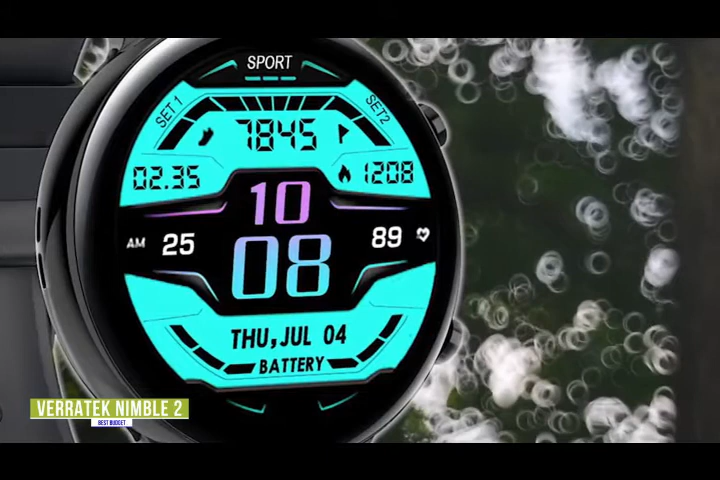 SPORT
SET 1
SET2
7845
02.35
1208
10
AM 25
89
08
THU,JUL 04
BATTERY
VERRATEK NIMBLE 2
BEST BUDGET